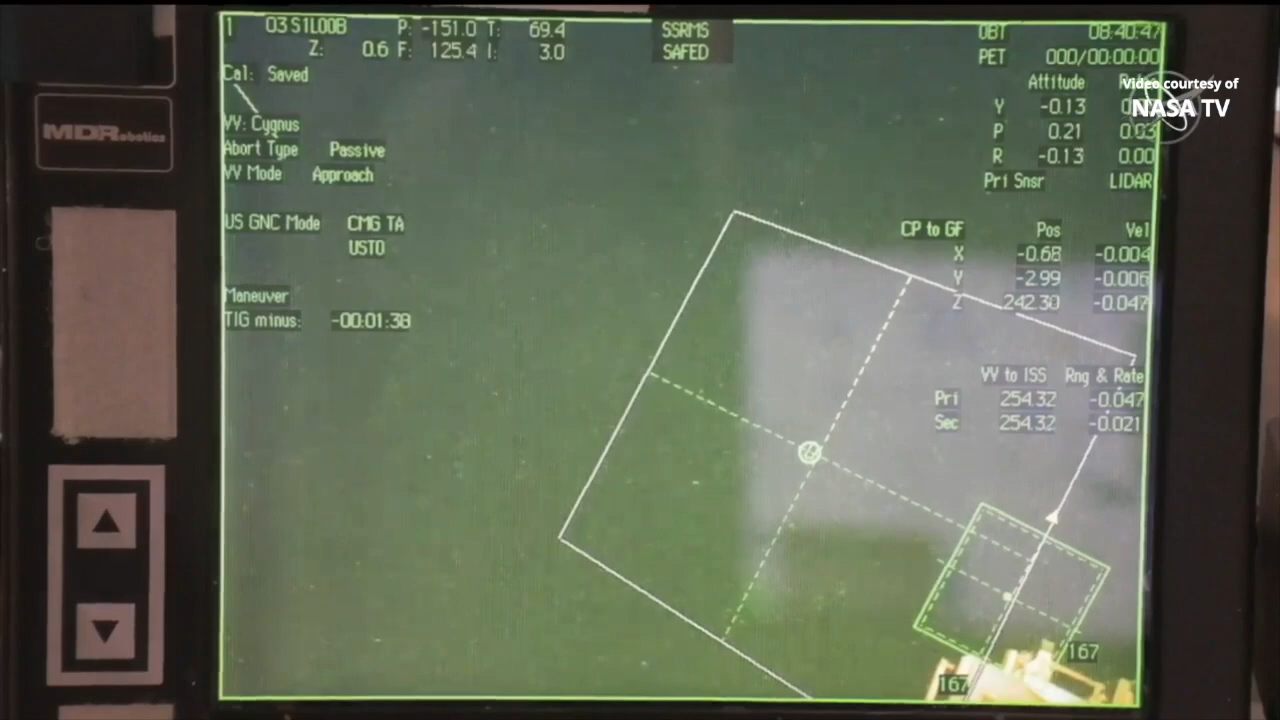 1 03 S1L00B P: -151.0 T: 69.4 SSRMS OBT 08:40:47
Z: 0.6 F: 125.4 I: 3.0 SAFED PET 000/00:00:00
Cal: Saved
Attitude
Video courtesy of
NASA TV
MDRobotics
Y -0.13
VV: Cygnus
P 0.21 0.03
Abort Type Passive
R -0.13 0.00
VV Mode Approach
Pri Snsr LIDAR
US GNC Mode CMG TA
CP to GF Pos Vel
USTO
X -0.68 -0.004
Y -2.99 -0.006
Maneuver
Z 242.30 -0.047
TIG minus: -00:01:38
VV to ISS Rng & Rate
Pri 254.32 -0.047
Sec 254.32 -0.021
167
167